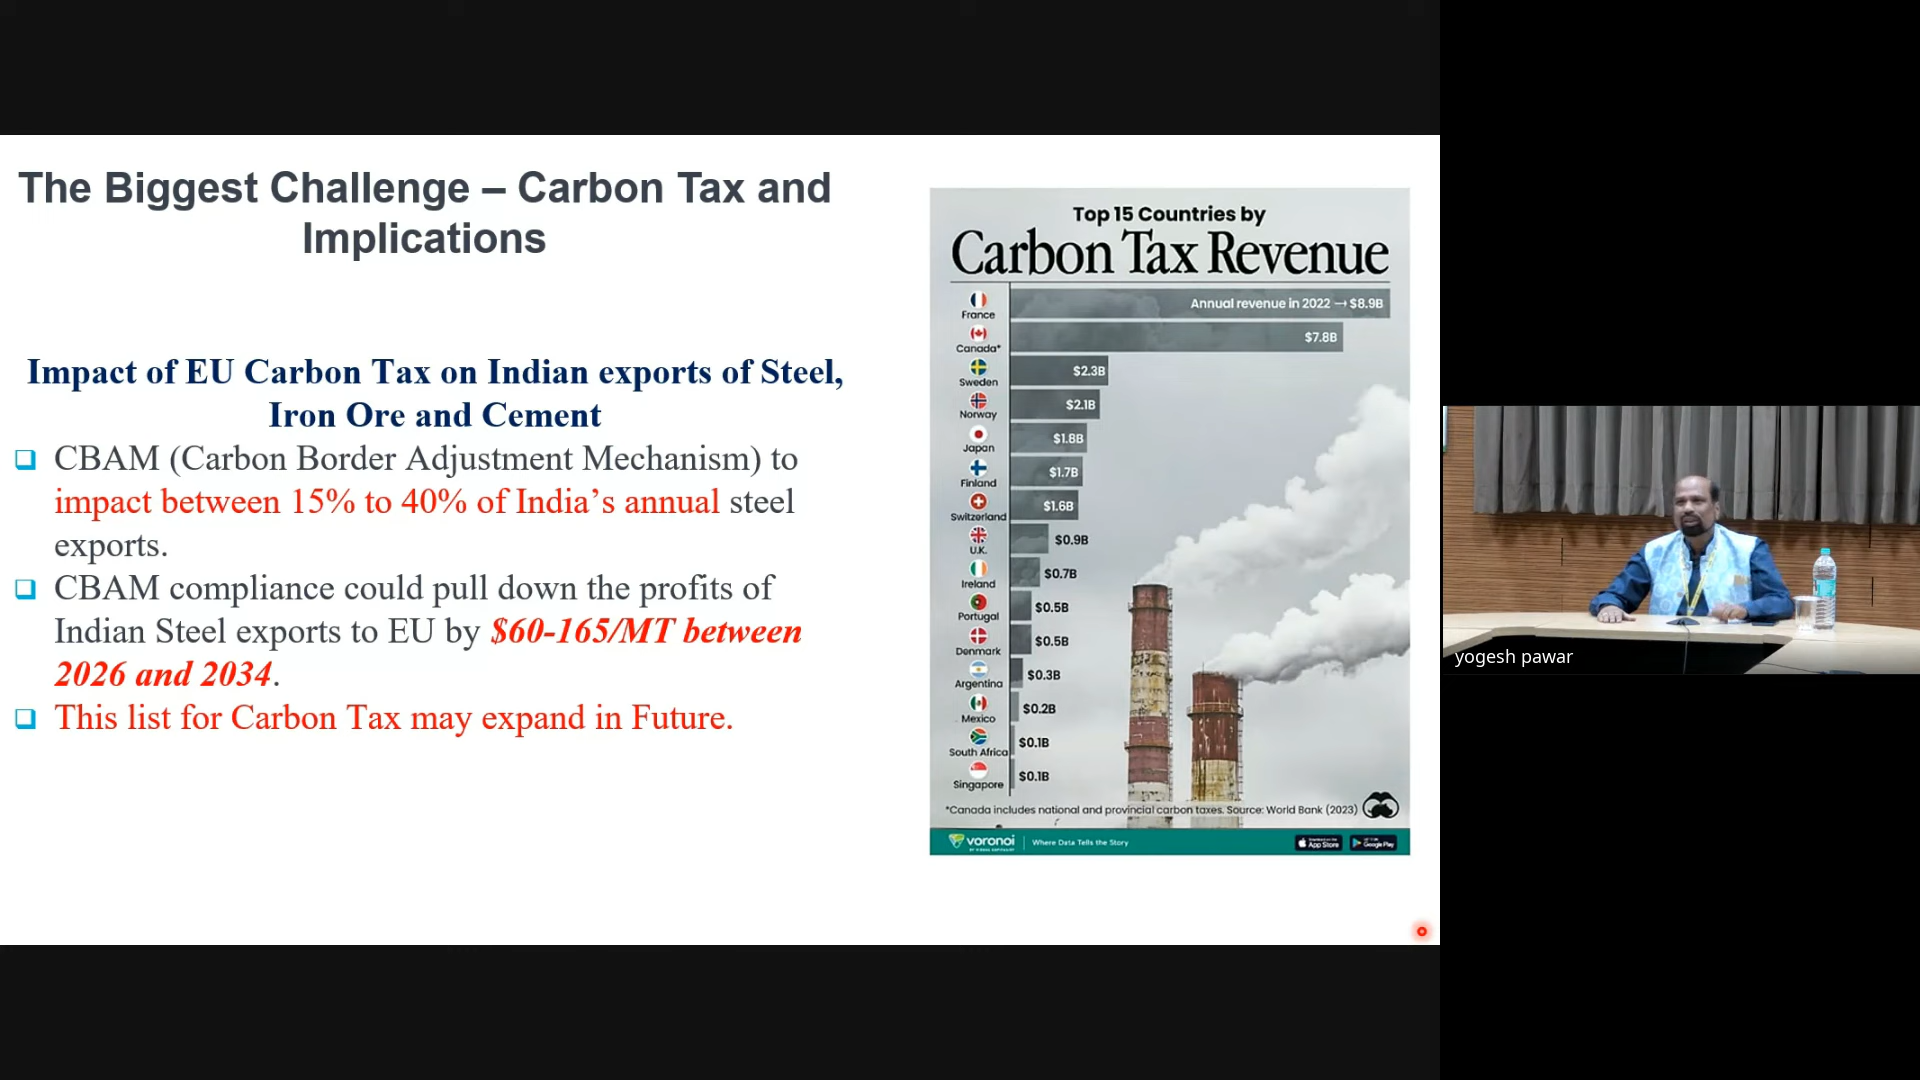 The Biggest Challenge – Carbon Tax and
Implications
Impact of EU Carbon Tax on Indian exports of Steel,
Iron Ore and Cement
CBAM (Carbon Border Adjustment Mechanism) to
impact between 15% to 40% of India’s annual steel
exports.
CBAM compliance could pull down the profits of
Indian Steel exports to EU by $60-165/MT between
2026 and 2034.
This list for Carbon Tax may expand in Future.
Top 15 Countries by
Carbon Tax Revenue
France Annual revenue in 2022 → $8.9B
Canada* $7.8B
Sweden $2.3B
Norway $2.1B
Japan $1.8B
Finland $1.7B
Switzerland $1.6B
U.K. $0.9B
Ireland $0.7B
Portugal $0.5B
Denmark $0.5B
Argentina $0.3B
Mexico $0.2B
South Africa $0.1B
Singapore $0.1B
*Canada includes national and provincial carbon taxes. Source: World Bank (2023)
voronoi Where Data Tells the Story
App Store Google Play
yogesh pawar